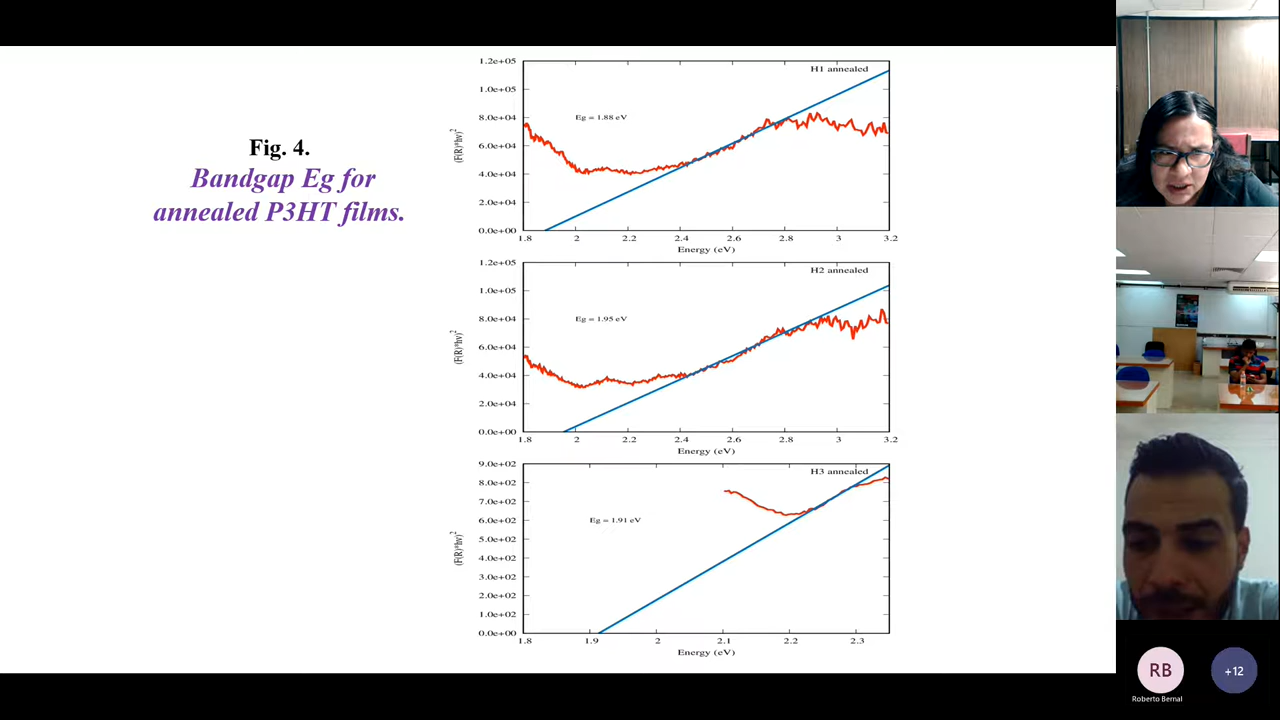 Fig. 4.
Bandgap Eg for
annealed P3HT films.
1.2e+05
1.0e+05
8.0e+04
6.0e+04
4.0e+04
2.0e+04
0.0e+00
(F(R)*hν)²
H1 annealed
Eg = 1.88 eV
1.8 2 2.2 2.4 2.6 2.8 3 3.2
Energy (eV)
1.2e+05
1.0e+05
8.0e+04
6.0e+04
4.0e+04
2.0e+04
0.0e+00
(F(R)*hν)²
H2 annealed
Eg = 1.95 eV
1.8 2 2.2 2.4 2.6 2.8 3 3.2
Energy (eV)
9.0e+02
8.0e+02
7.0e+02
6.0e+02
5.0e+02
4.0e+02
3.0e+02
2.0e+02
1.0e+02
0.0e+00
(F(R)*hν)²
H3 annealed
Eg = 1.91 eV
1.8 1.9 2 2.1 2.2 2.3
Energy (eV)
RB
+12
Roberto Bernal